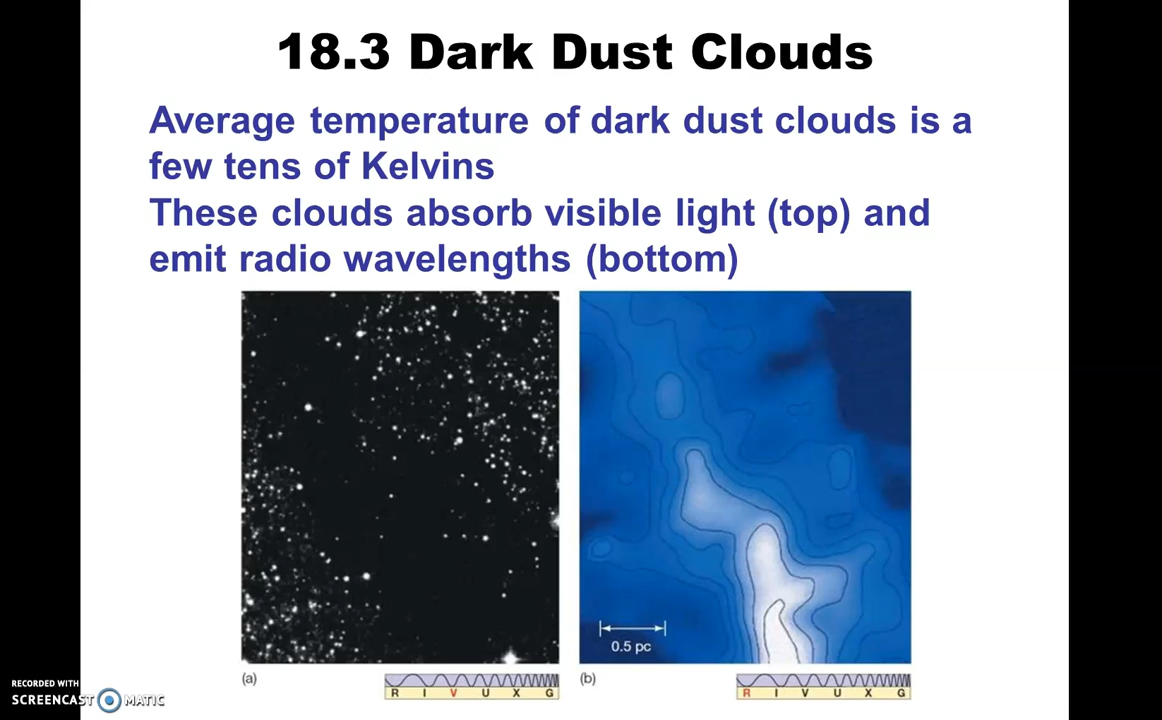 18.3 Dark Dust Clouds
Average temperature of dark dust clouds is a
few tens of Kelvins
These clouds absorb visible light (top) and
emit radio wavelengths (bottom)
0.5 pc
(a)
R I V U X G
(b)
R I V U X G
RECORDED WITH
SCREENCAST MATIC